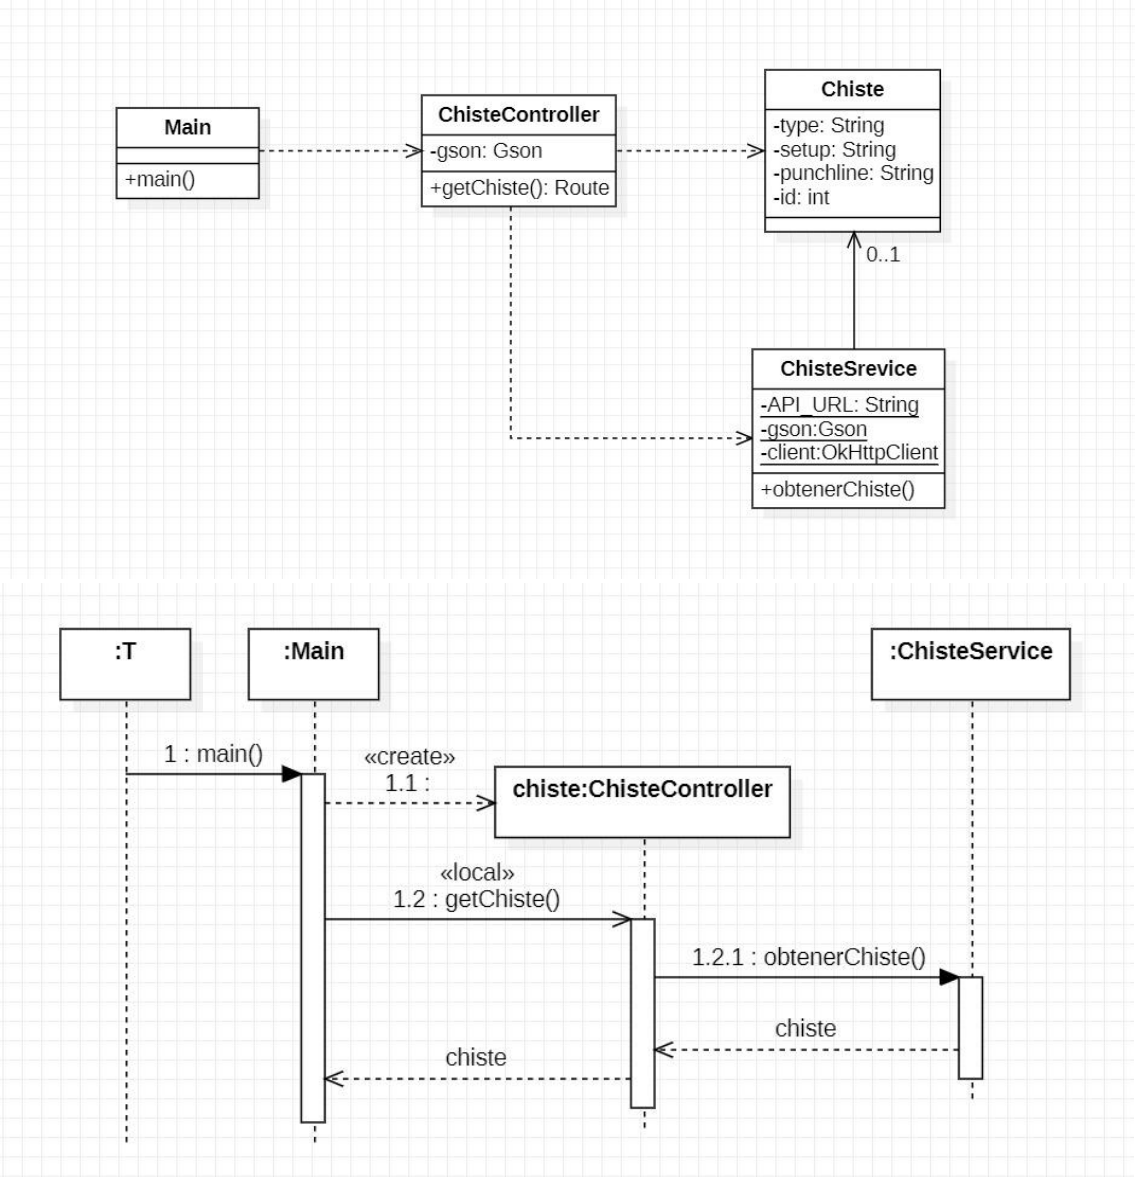 Main
+main()
ChisteController
-gson: Gson
+getChiste(): Route
Chiste
-type: String
-setup: String
-punchline: String
-id: int
0..1
ChisteSrevice
-API_URL: String
-gson:Gson
-client:OkHttpClient
+obtenerChiste()
:T
:Main
:ChisteService
1 : main()
«create»
1.1 :
chiste:ChisteController
«local»
1.2 : getChiste()
1.2.1 : obtenerChiste()
chiste
chiste